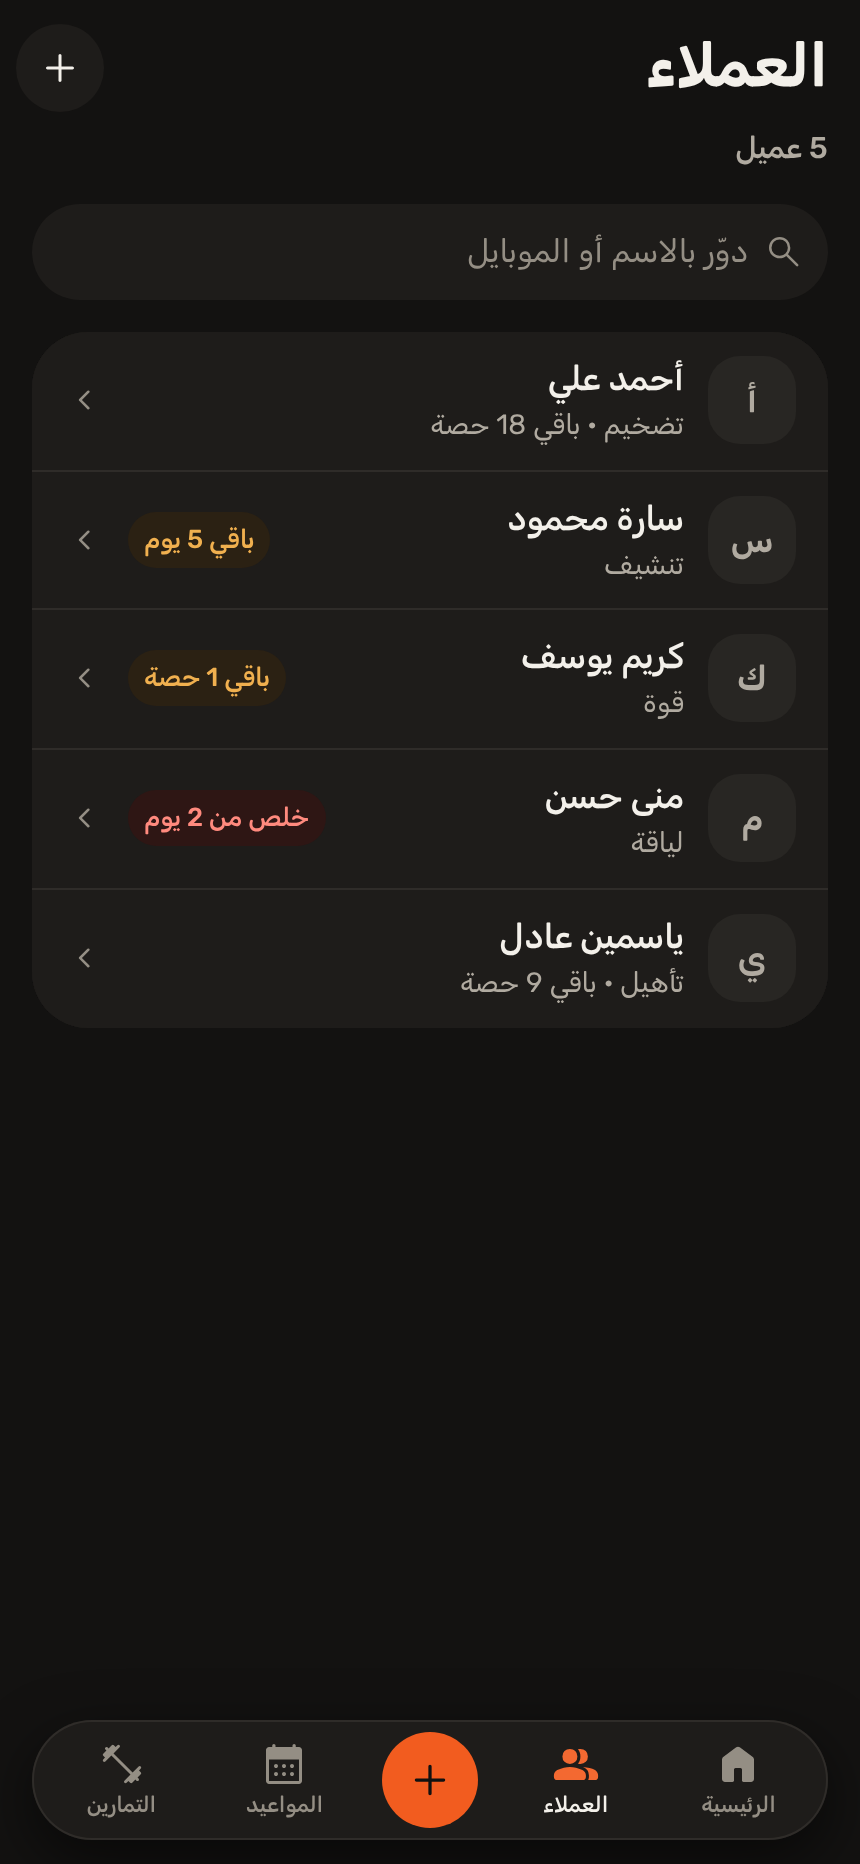 العملاء
5 عميل
دوّر بالاسم أو الموبايل
أ
أحمد علي
تضخيم • باقي 18 حصة
س
سارة محمود
تنشيف
باقي 5 يوم
ك
كريم يوسف
قوة
باقي 1 حصة
م
منى حسن
لياقة
خلص من 2 يوم
ي
ياسمين عادل
تأهيل • باقي 9 حصة
الرئيسية
العملاء
المواعيد
التمارين